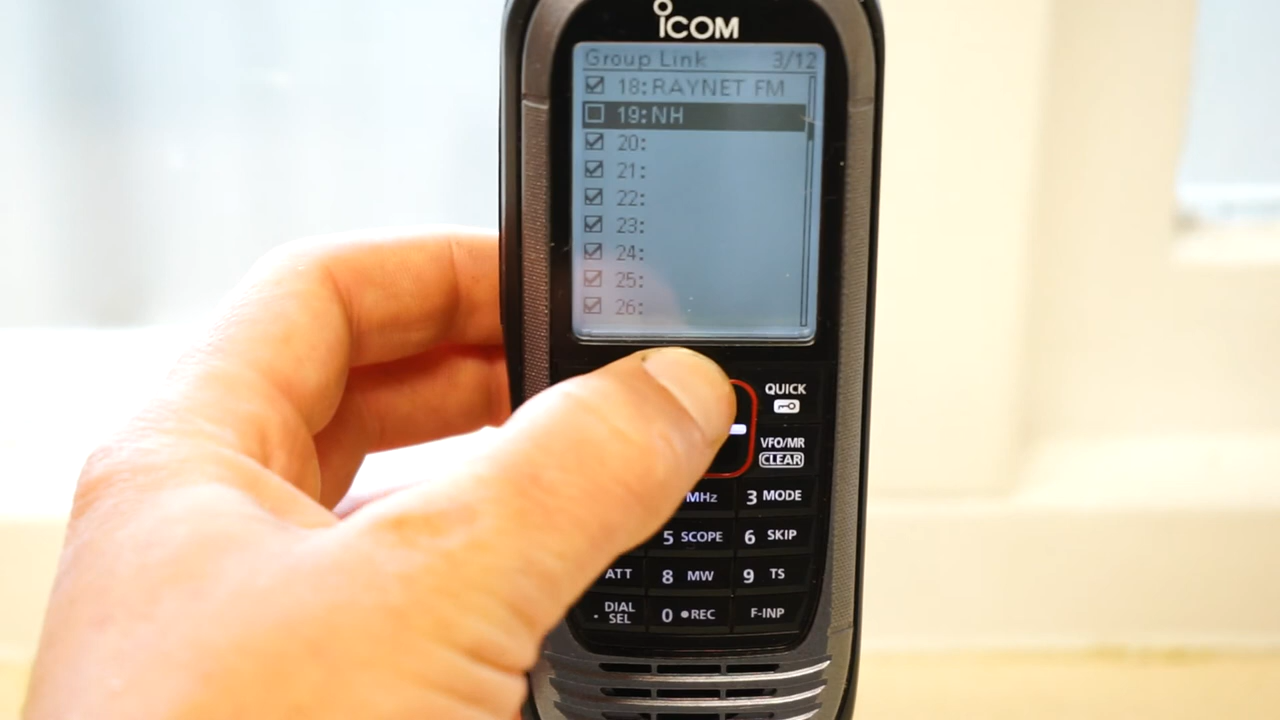 iCOM
Group Link 3/12
18: RAYNET FM
19: NH
20:
21:
22:
23:
24:
25:
26:
QUICK
VFO/MR
CLEAR
MHz 3 MODE
5 SCOPE 6 SKIP
ATT 8 MW 9 TS
. DIAL SEL 0 •REC F-INP